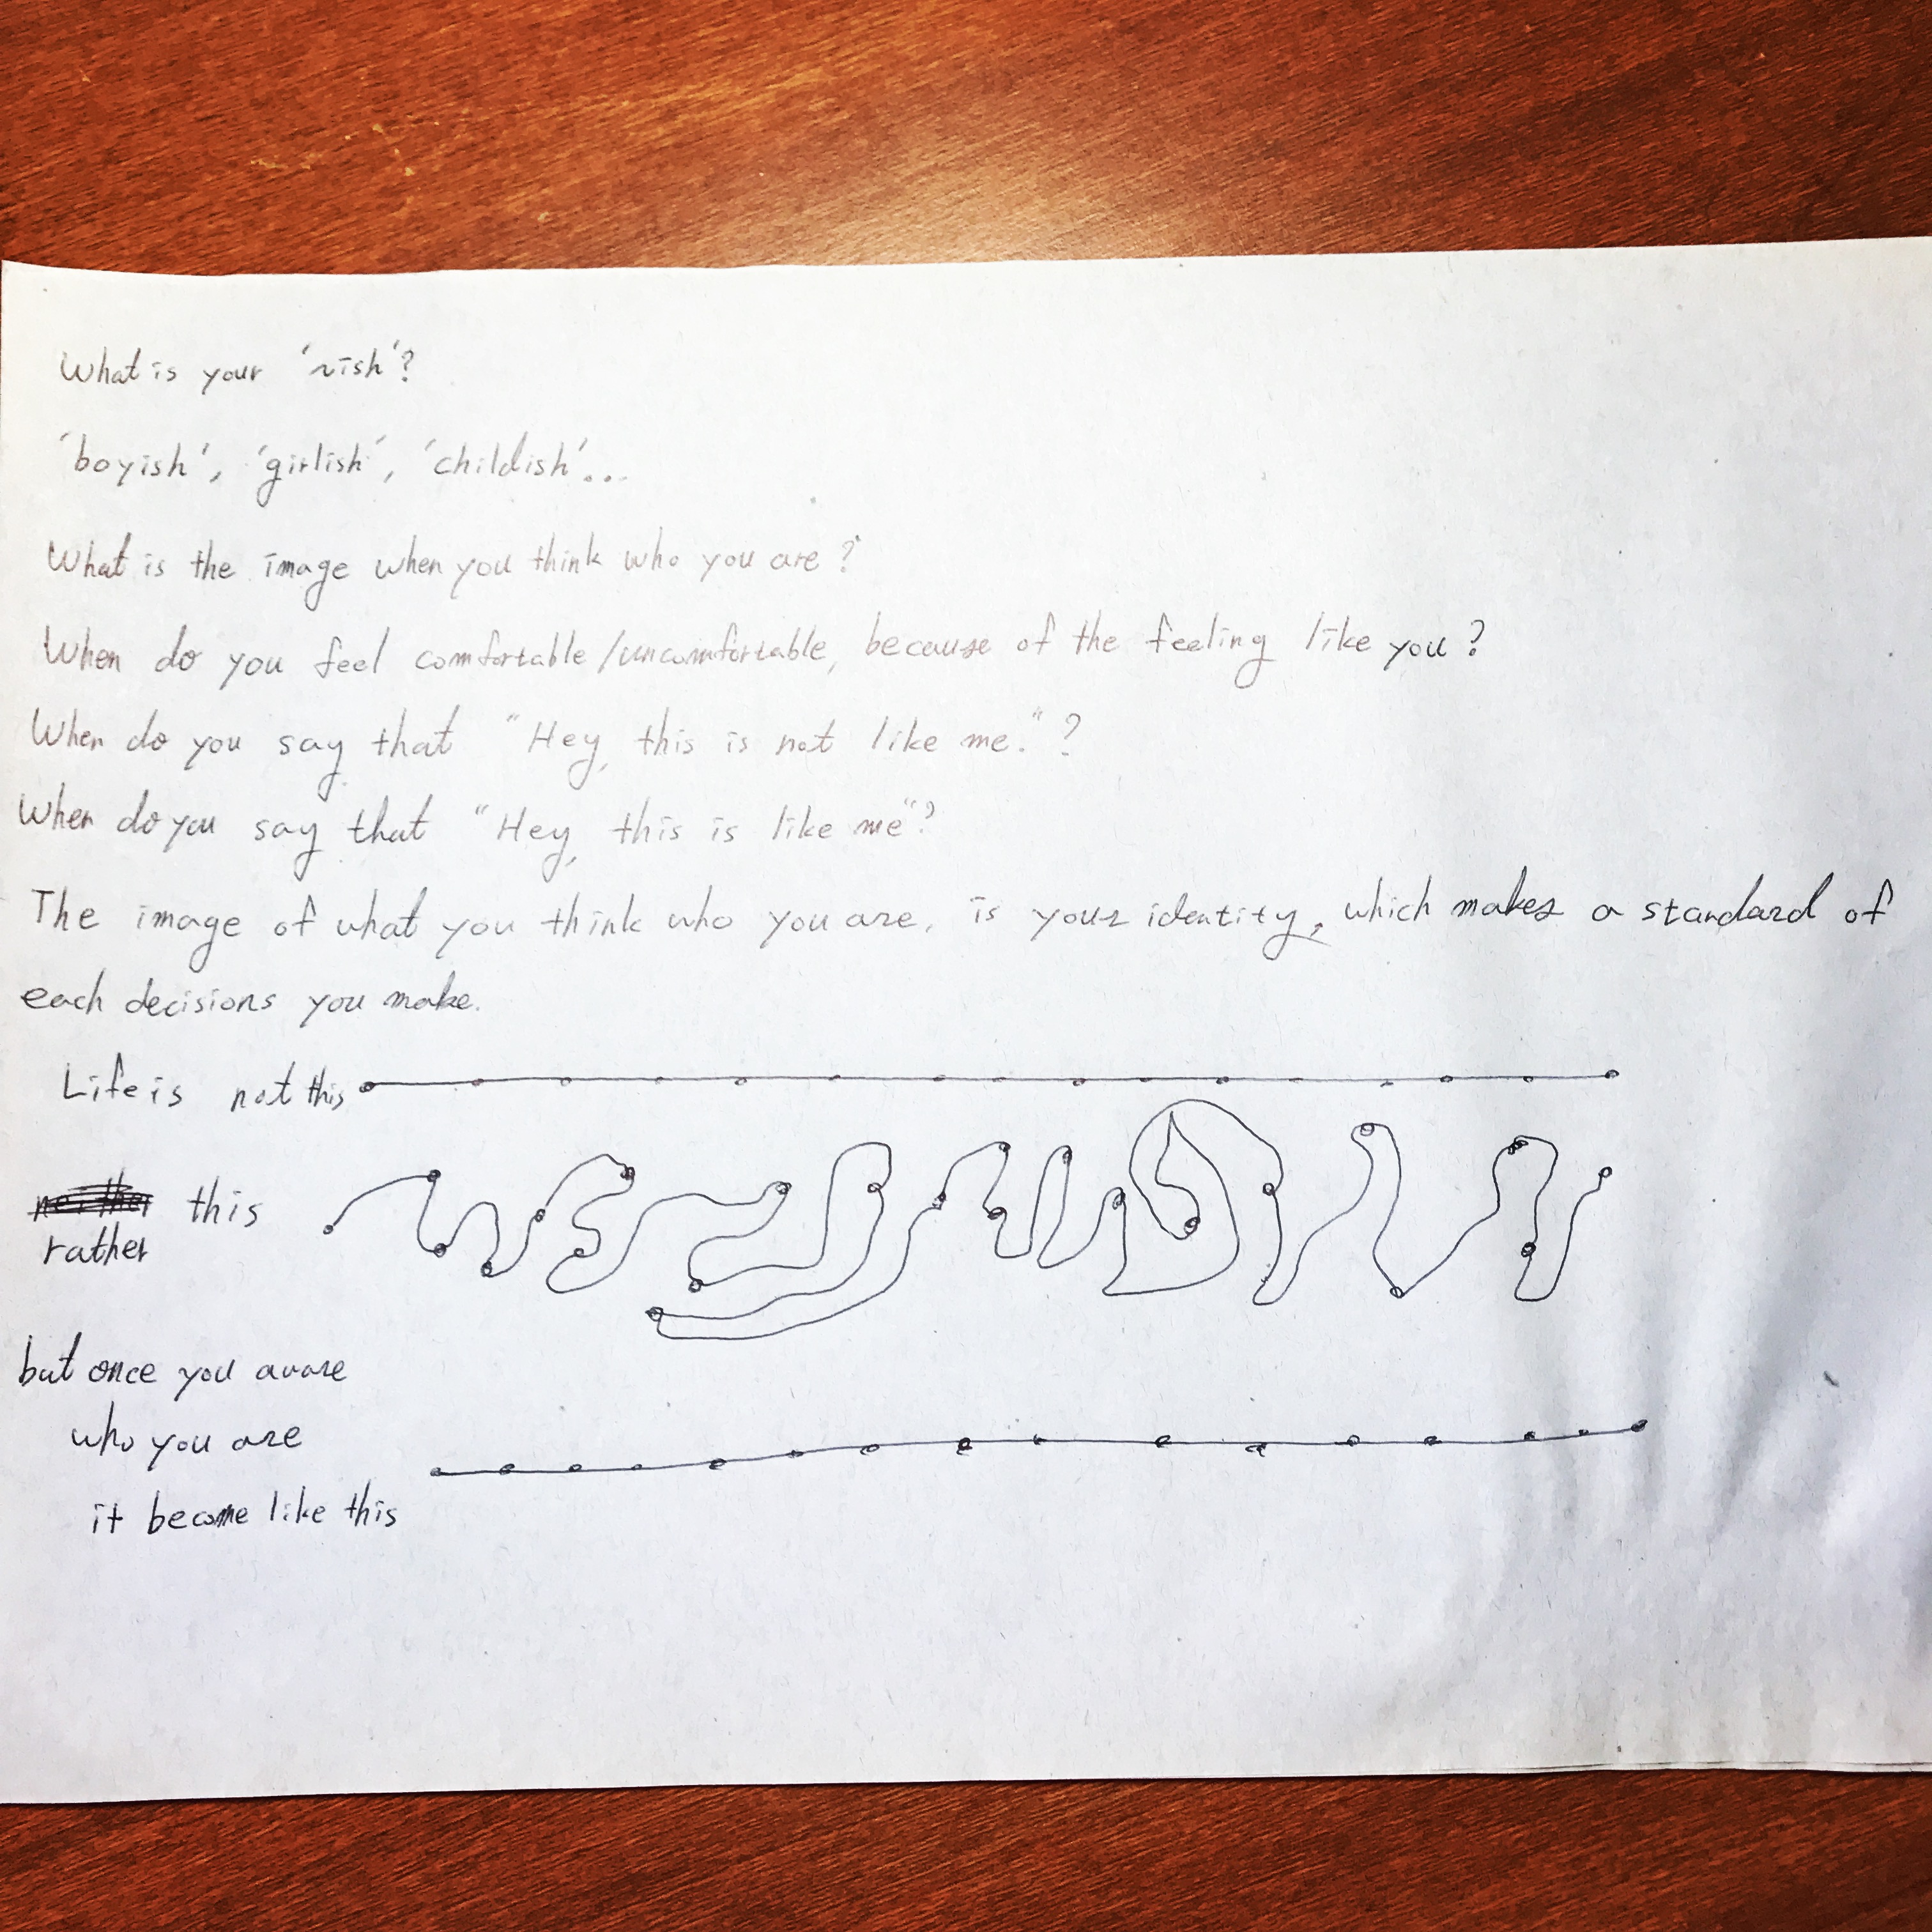 What is your '~ish'?
'boyish', 'girlish', 'childish'...
What is the image when you think who you are?
When do you feel comfortable/uncomfortable, because of the feeling like you?
When do you say that "Hey, this is not like me."?
When do you say that "Hey, this is like me"?
The image of what you think who you are, is your identity, which makes a standard of
each decisions you make.
Life is not this
neither this
rather
but once you aware
who you are
it become like this